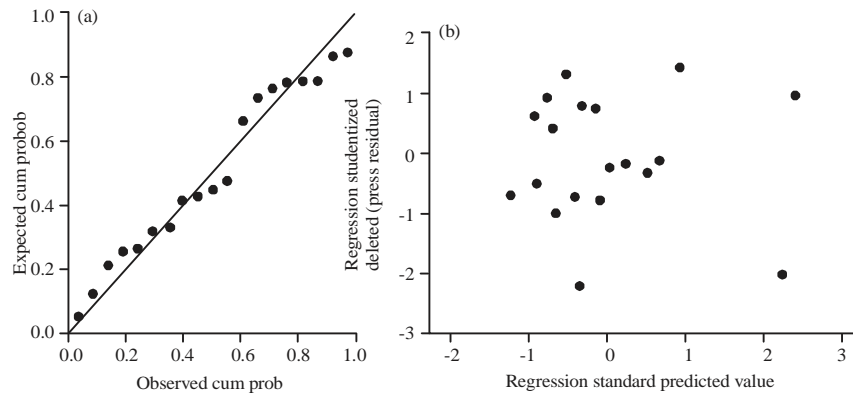 (a)
1.0
0.8
0.6
0.4
0.2
0.0
Expected cum probob
0.0 0.2 0.4 0.6 0.8 1.0
Observed cum prob
(b)
2
1
0
-1
-2
-3
Regression studentized
deleted (press residual)
-2 -1 0 1 2 3
Regression standard predicted value